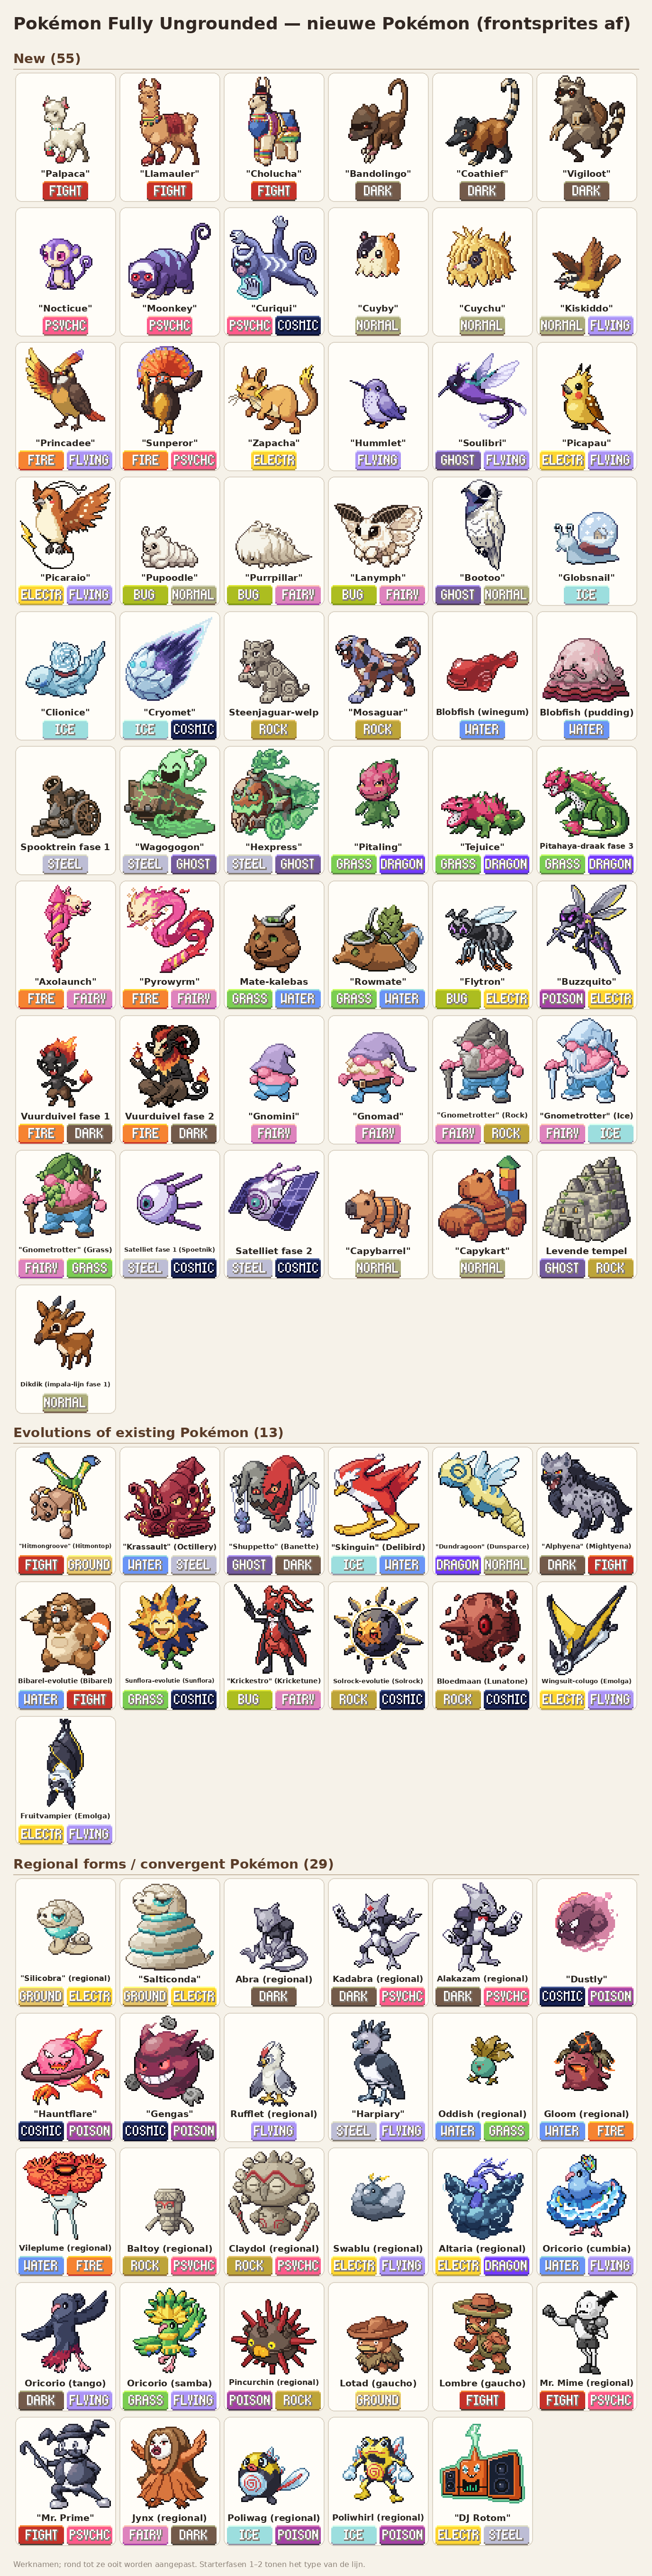 Pokémon Fully Ungrounded — nieuwe Pokémon (frontsprites af)
New (55)
"Palpaca" "Llamauler" "Cholucha" "Bandolingo" "Coathief" "Vigiloot"
FIGHT FIGHT FIGHT DARK DARK DARK
"Nocticue" "Moonkey" "Curiqui" "Cuyby" "Cuychu" "Kiskiddo"
PSYCHC PSYCHC PSYCHC COSMIC NORMAL NORMAL NORMAL FLYING
"Princadee" "Sunperor" "Zapacha" "Hummlet" "Soulibri" "Picapau"
FIRE FLYING FIRE PSYCHC ELECTR FLYING GHOST FLYING ELECTR FLYING
"Picaraio" "Pupoodle" "Purrpillar" "Lanymph" "Bootoo" "Globsnail"
ELECTR FLYING BUG NORMAL BUG FAIRY BUG FAIRY GHOST NORMAL ICE
"Clionice" "Cryomet" Steenjaguar-welp "Mosaguar" Blobfish (winegum) Blobfish (pudding)
ICE ICE COSMIC ROCK ROCK WATER WATER
Spooktrein fase 1 "Wagogogon" "Hexpress" "Pitaling" "Tejuice" Pitahaya-draak fase 3
STEEL STEEL GHOST STEEL GHOST GRASS DRAGON GRASS DRAGON GRASS DRAGON
"Axolaunch" "Pyrowyrm" Mate-kalebas "Rowmate" "Flytron" "Buzzquito"
FIRE FAIRY FIRE FAIRY GRASS WATER GRASS WATER BUG ELECTR POISON ELECTR
Vuurduivel fase 1 Vuurduivel fase 2 "Gnomini" "Gnomad" "Gnometrotter" (Rock) "Gnometrotter" (Ice)
FIRE DARK FIRE DARK FAIRY FAIRY FAIRY ROCK FAIRY ICE
"Gnometrotter" (Grass) Satelliet fase 1 (Spoetnik) Satelliet fase 2 "Capybarrel" "Capykart" Levende tempel
FAIRY GRASS STEEL COSMIC STEEL COSMIC NORMAL NORMAL GHOST ROCK
Dikdik (impala-lijn fase 1)
NORMAL
Evolutions of existing Pokémon (13)
"Hitmongroove" (Hitmontop) "Krassault" (Octillery) "Shuppetto" (Banette) "Skinguin" (Delibird) "Dundragoon" (Dunsparce) "Alphyena" (Mightyena)
FIGHT GROUND WATER STEEL GHOST DARK ICE WATER DRAGON NORMAL DARK FIGHT
Bibarel-evolutie (Bibarel) Sunflora-evolutie (Sunflora) "Krickestro" (Kricketune) Solrock-evolutie (Solrock) Bloedmaan (Lunatone) Wingsuit-colugo (Emolga)
WATER FIGHT GRASS COSMIC BUG FAIRY ROCK COSMIC ROCK COSMIC ELECTR FLYING
Fruitvampier (Emolga)
ELECTR FLYING
Regional forms / convergent Pokémon (29)
"Silicobra" (regional) "Salticonda" Abra (regional) Kadabra (regional) Alakazam (regional) "Dustly"
GROUND ELECTR GROUND ELECTR DARK DARK PSYCHC DARK PSYCHC COSMIC POISON
"Hauntflare" "Gengas" Rufflet (regional) "Harpiary" Oddish (regional) Gloom (regional)
COSMIC POISON COSMIC POISON FLYING STEEL FLYING WATER GRASS WATER FIRE
Vileplume (regional) Baltoy (regional) Claydol (regional) Swablu (regional) Altaria (regional) Oricorio (cumbia)
WATER FIRE ROCK PSYCHC ROCK PSYCHC ELECTR FLYING ELECTR DRAGON WATER FLYING
Oricorio (tango) Oricorio (samba) Pincurchin (regional) Lotad (gaucho) Lombre (gaucho) Mr. Mime (regional)
DARK FLYING GRASS FLYING POISON ROCK GROUND FIGHT FIGHT PSYCHC
"Mr. Prime" Jynx (regional) Poliwag (regional) Poliwhirl (regional) "DJ Rotom"
FIGHT PSYCHC FAIRY DARK ICE POISON ICE POISON ELECTR STEEL
Werknamen; rond tot ze ooit worden aangepast. Starterfasen 1–2 tonen het type van de lijn.